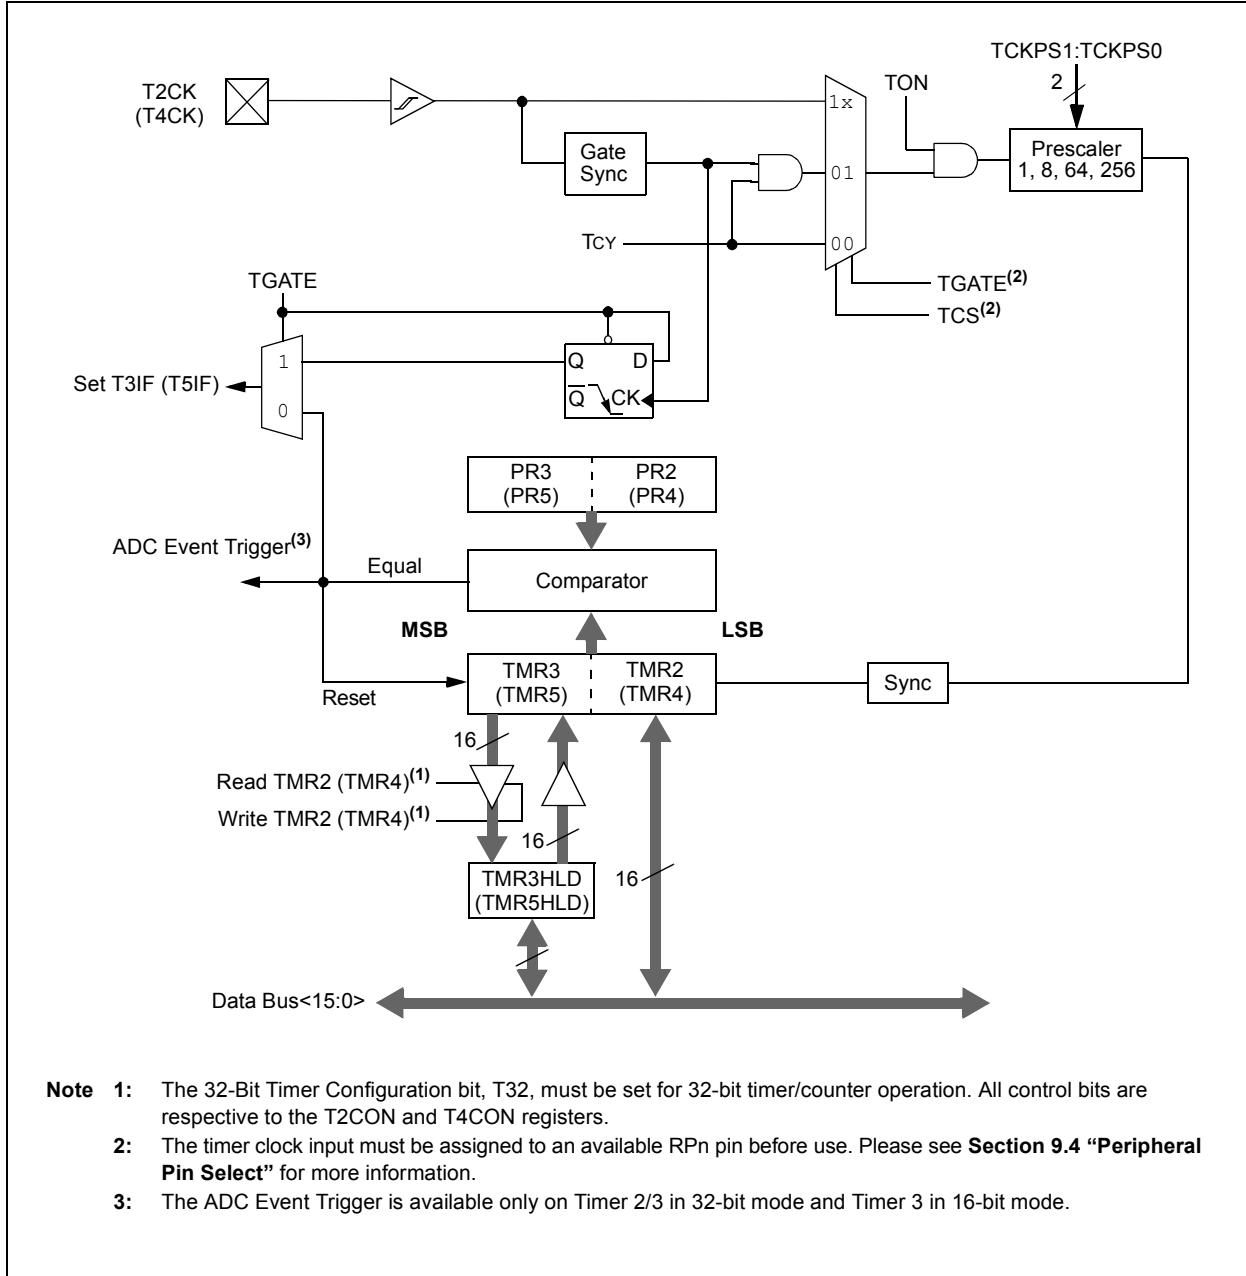 TCKPS1:TCKPS0
2
TON
T2CK
(T4CK)
1x
Gate
Sync
01
Prescaler
1, 8, 64, 256
TCY
00
TGATE(2)
TCS(2)
TGATE
1
Q
D
Set T3IF (T5IF)
0
Q
CK
PR3
(PR5)
PR2
(PR4)
ADC Event Trigger(3)
Equal
Comparator
MSB
LSB
TMR3
(TMR5)
TMR2
(TMR4)
Sync
Reset
16
Read TMR2 (TMR4)(1)
Write TMR2 (TMR4)(1)
16
TMR3HLD
(TMR5HLD)
16
Data Bus<15:0>
Note 1: The 32-Bit Timer Configuration bit, T32, must be set for 32-bit timer/counter operation. All control bits are
respective to the T2CON and T4CON registers.
2: The timer clock input must be assigned to an available RPn pin before use. Please see Section 9.4 “Peripheral
Pin Select” for more information.
3: The ADC Event Trigger is available only on Timer 2/3 in 32-bit mode and Timer 3 in 16-bit mode.